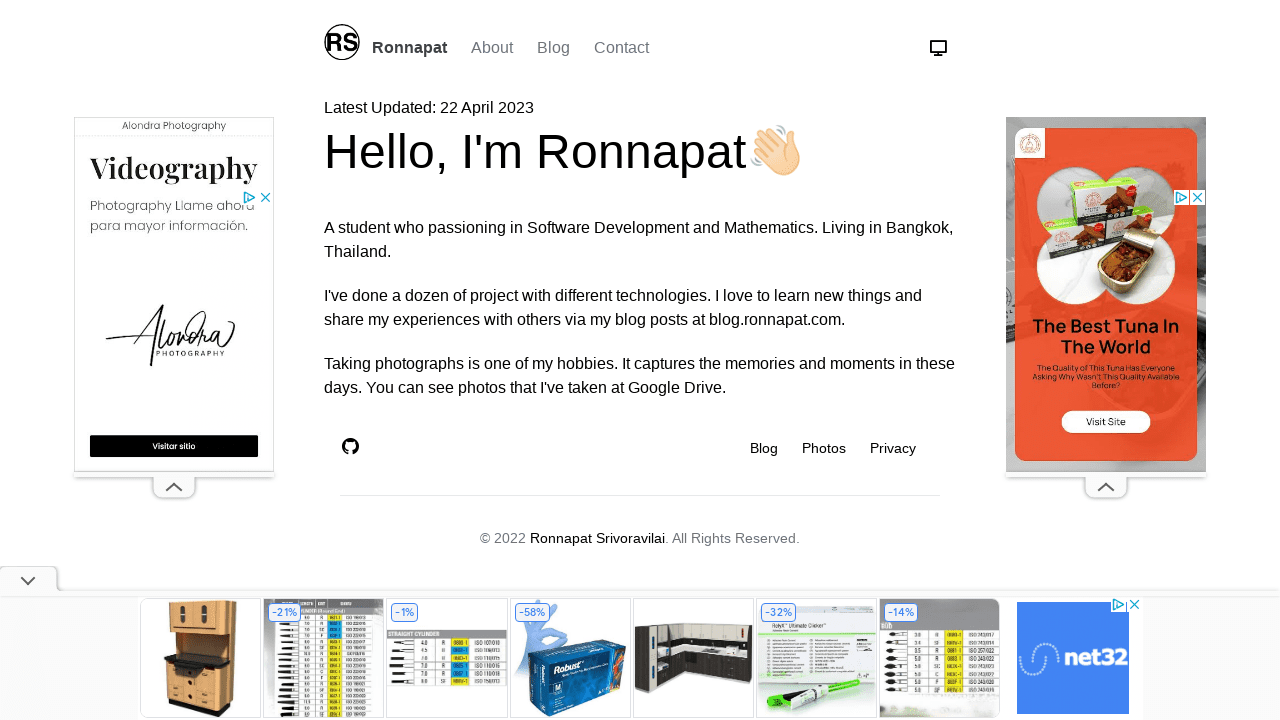 RS Ronnapat About Blog Contact
Latest Updated: 22 April 2023
Hello, I'm Ronnapat
A student who passioning in Software Development and Mathematics. Living in Bangkok,
Thailand.
I've done a dozen of project with different technologies. I love to learn new things and
share my experiences with others via my blog posts at blog.ronnapat.com.
Taking photographs is one of my hobbies. It captures the memories and moments in these
days. You can see photos that I've taken at Google Drive.
Blog Photos Privacy
© 2022 Ronnapat Srivoravilai. All Rights Reserved.
Alondra Photography
Videography
Photography Llame ahora
para mayor información.
Alondra
PHOTOGRAPHY
Visitar sitio
The Best Tuna In
The World
The Quality of This Tuna Has Everyone
Asking Why Wasn't This Quality Available
Before?
Visit Site
-21%
-1%
STRAIGHT CYLINDER
-58%
Robust
-32%
RelyX Ultimate Clicker
-14%
net32